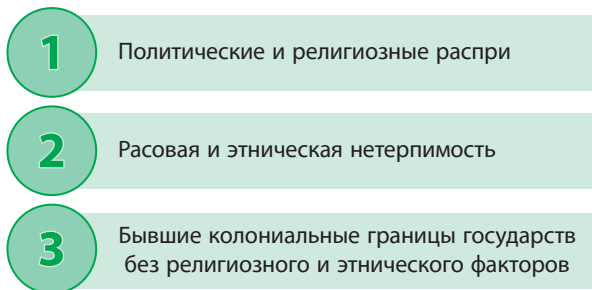 1
Политические и религиозные распри
2
Расовая и этническая нетерпимость
3
Бывшие колониальные границы государств
без религиозного и этнического факторов